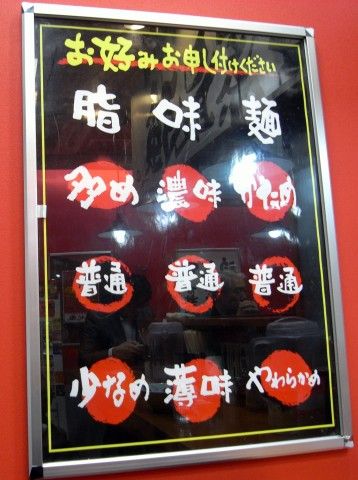 お好みお申し付けください
脂 味 麺
多め 濃味 かため
普通 普通 普通
少なめ 薄味 やわらかめ